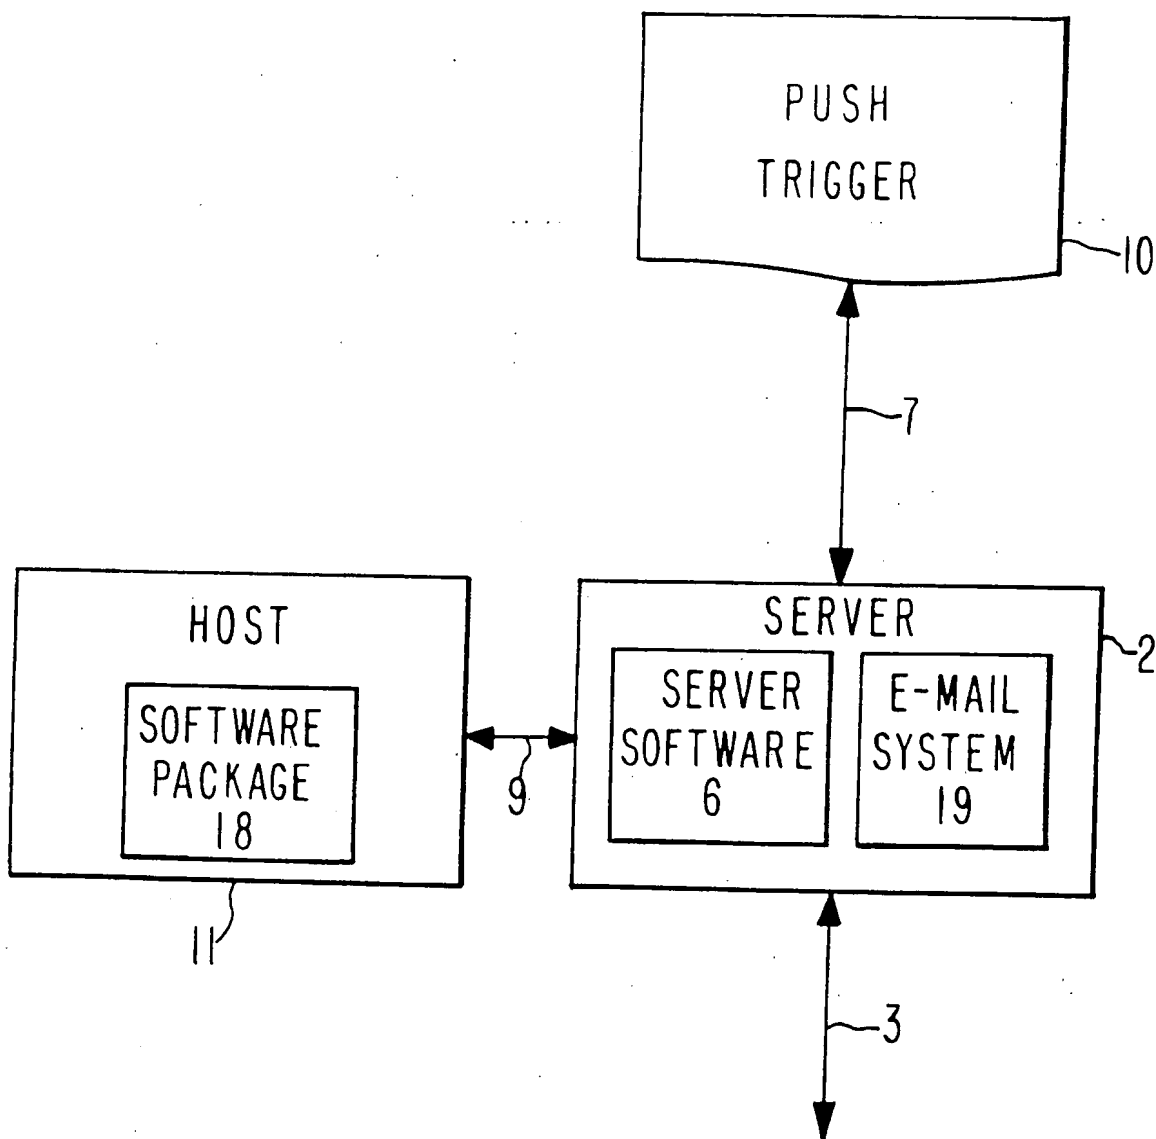 PUSH
TRIGGER
10
7
HOST
SOFTWARE
PACKAGE
18
11
9
SERVER
2
SERVER
SOFTWARE
6
E-MAIL
SYSTEM
19
3